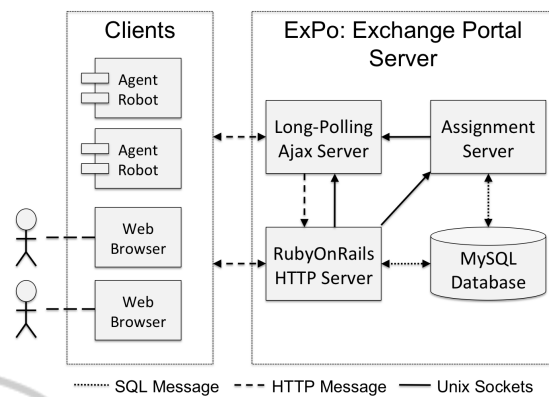 Clients
Agent
Robot
Agent
Robot
Web
Browser
Web
Browser
ExPo: Exchange Portal
Server
Long-Polling
Ajax Server
Assignment
Server
RubyOnRails
HTTP Server
MySQL
Database
SQL Message
HTTP Message
Unix Sockets